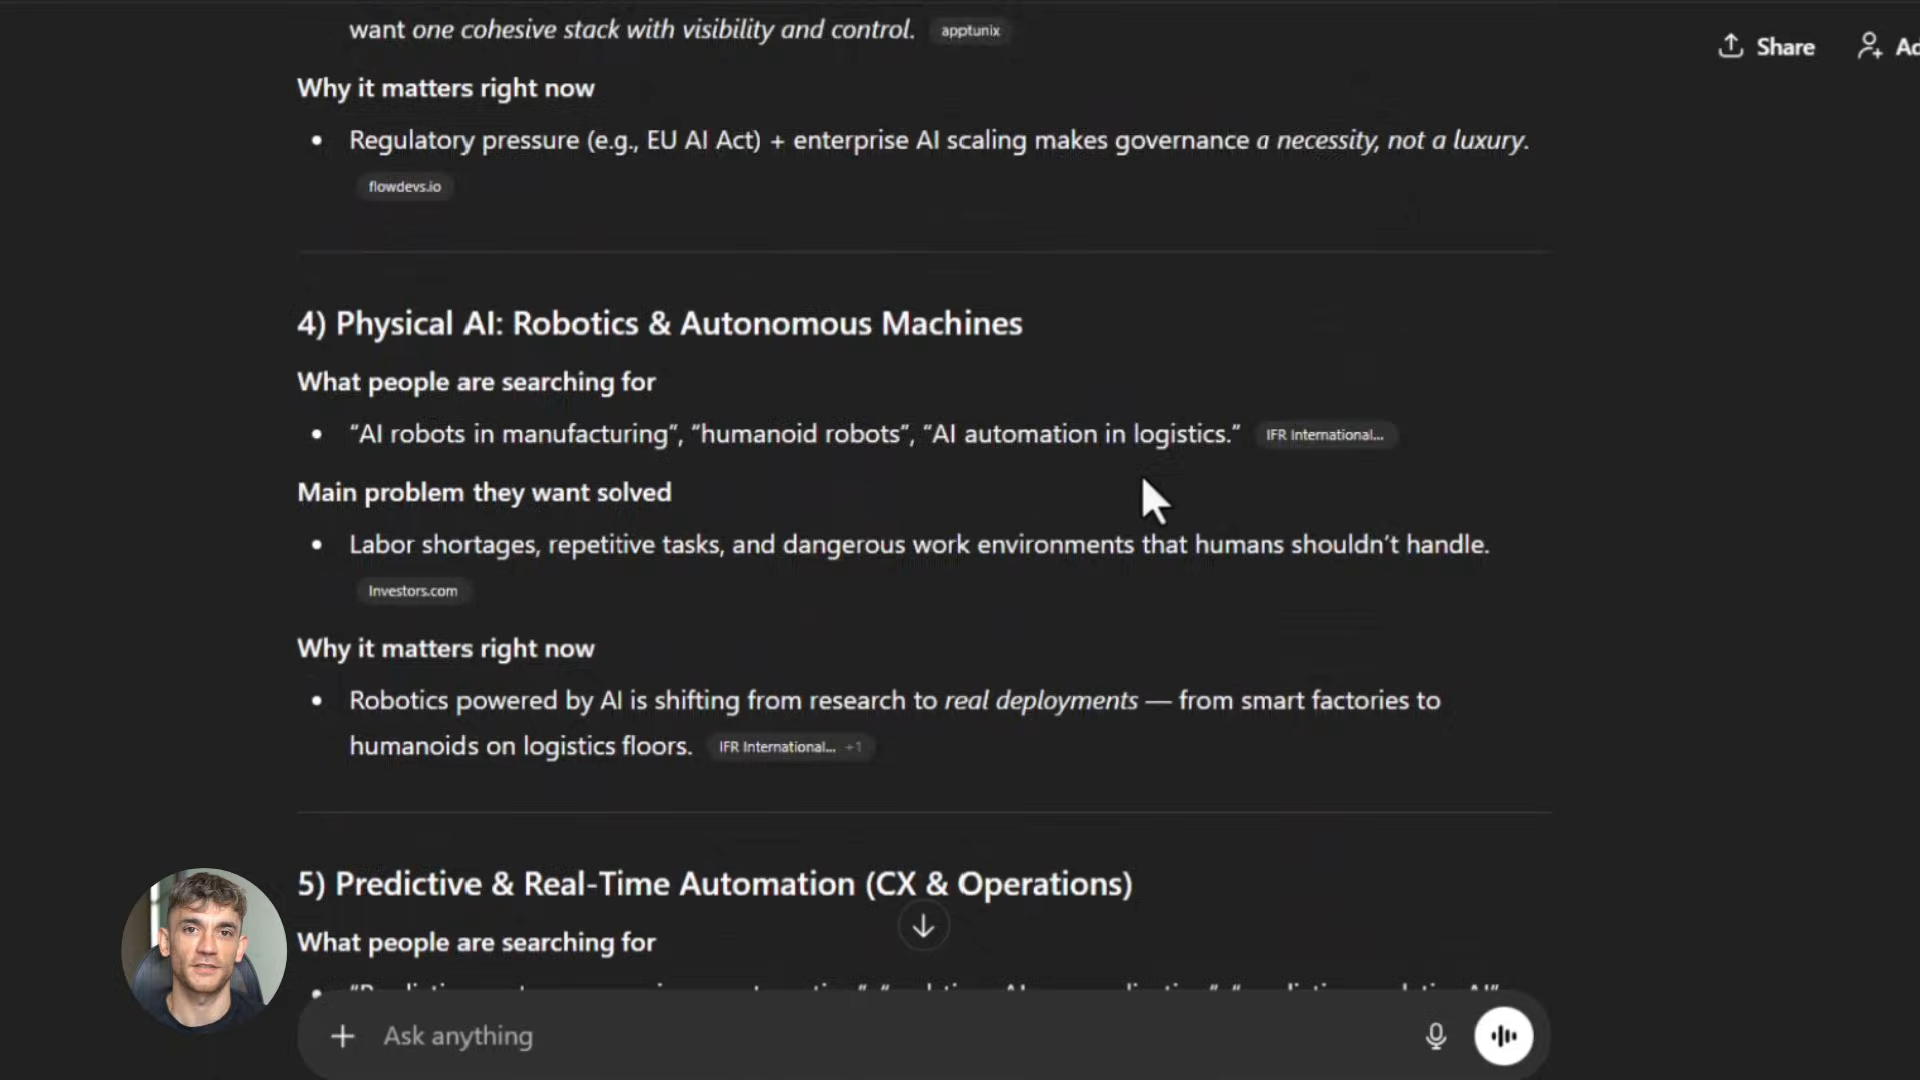 want one cohesive stack with visibility and control. apptunix
Share
Why it matters right now
• Regulatory pressure (e.g., EU AI Act) + enterprise AI scaling makes governance a necessity, not a luxury.
flowdevs.io
4) Physical AI: Robotics & Autonomous Machines
What people are searching for
• “AI robots in manufacturing”, “humanoid robots”, “AI automation in logistics.” IFR International...
Main problem they want solved
• Labor shortages, repetitive tasks, and dangerous work environments that humans shouldn’t handle.
Investors.com
Why it matters right now
• Robotics powered by AI is shifting from research to real deployments — from smart factories to
humanoids on logistics floors. IFR International... +1
5) Predictive & Real-Time Automation (CX & Operations)
What people are searching for
Ask anything